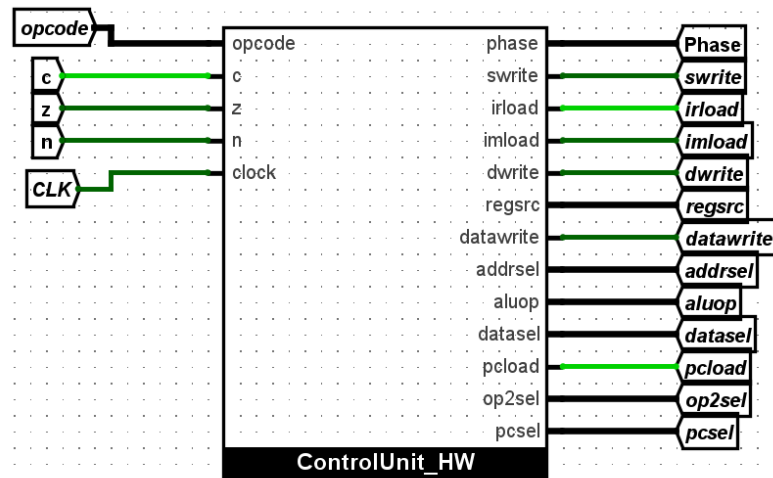 opcode
c
z
n
CLK
opcode
c
z
n
clock
phase
swrite
irload
imload
dwrite
regsrc
datawrite
addrsel
aluop
datasel
pcload
op2sel
pcsel
Phase
swrite
irload
imload
dwrite
regsrc
datawrite
addrsel
aluop
datasel
pcload
op2sel
pcsel
ControlUnit_HW